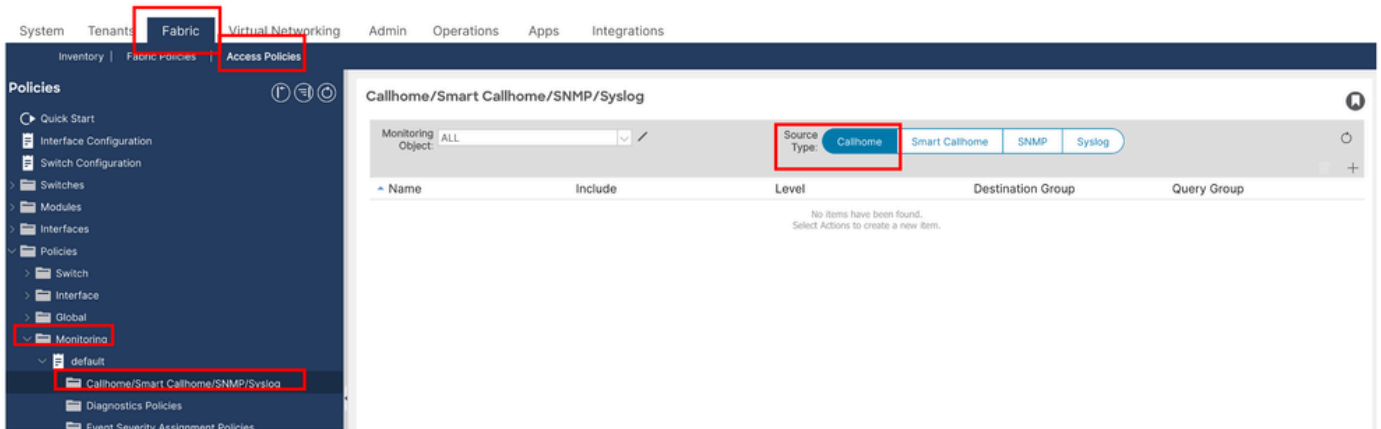 System Tenants Fabric Virtual Networking Admin Operations Apps Integrations
Inventory | Fabric Policies | Access Policies
Policies
Quick Start
Interface Configuration
Switch Configuration
Switches
Modules
Interfaces
Policies
Switch
Interface
Global
Monitoring
default
Callhome/Smart Callhome/SNMP/Syslog
Diagnostics Policies
Event Severity Assignment Policies
Callhome/Smart Callhome/SNMP/Syslog
Monitoring Object: ALL
Source Type: Callhome Smart Callhome SNMP Syslog
Name Include Level Destination Group Query Group
No items have been found.
Select Actions to create a new item.